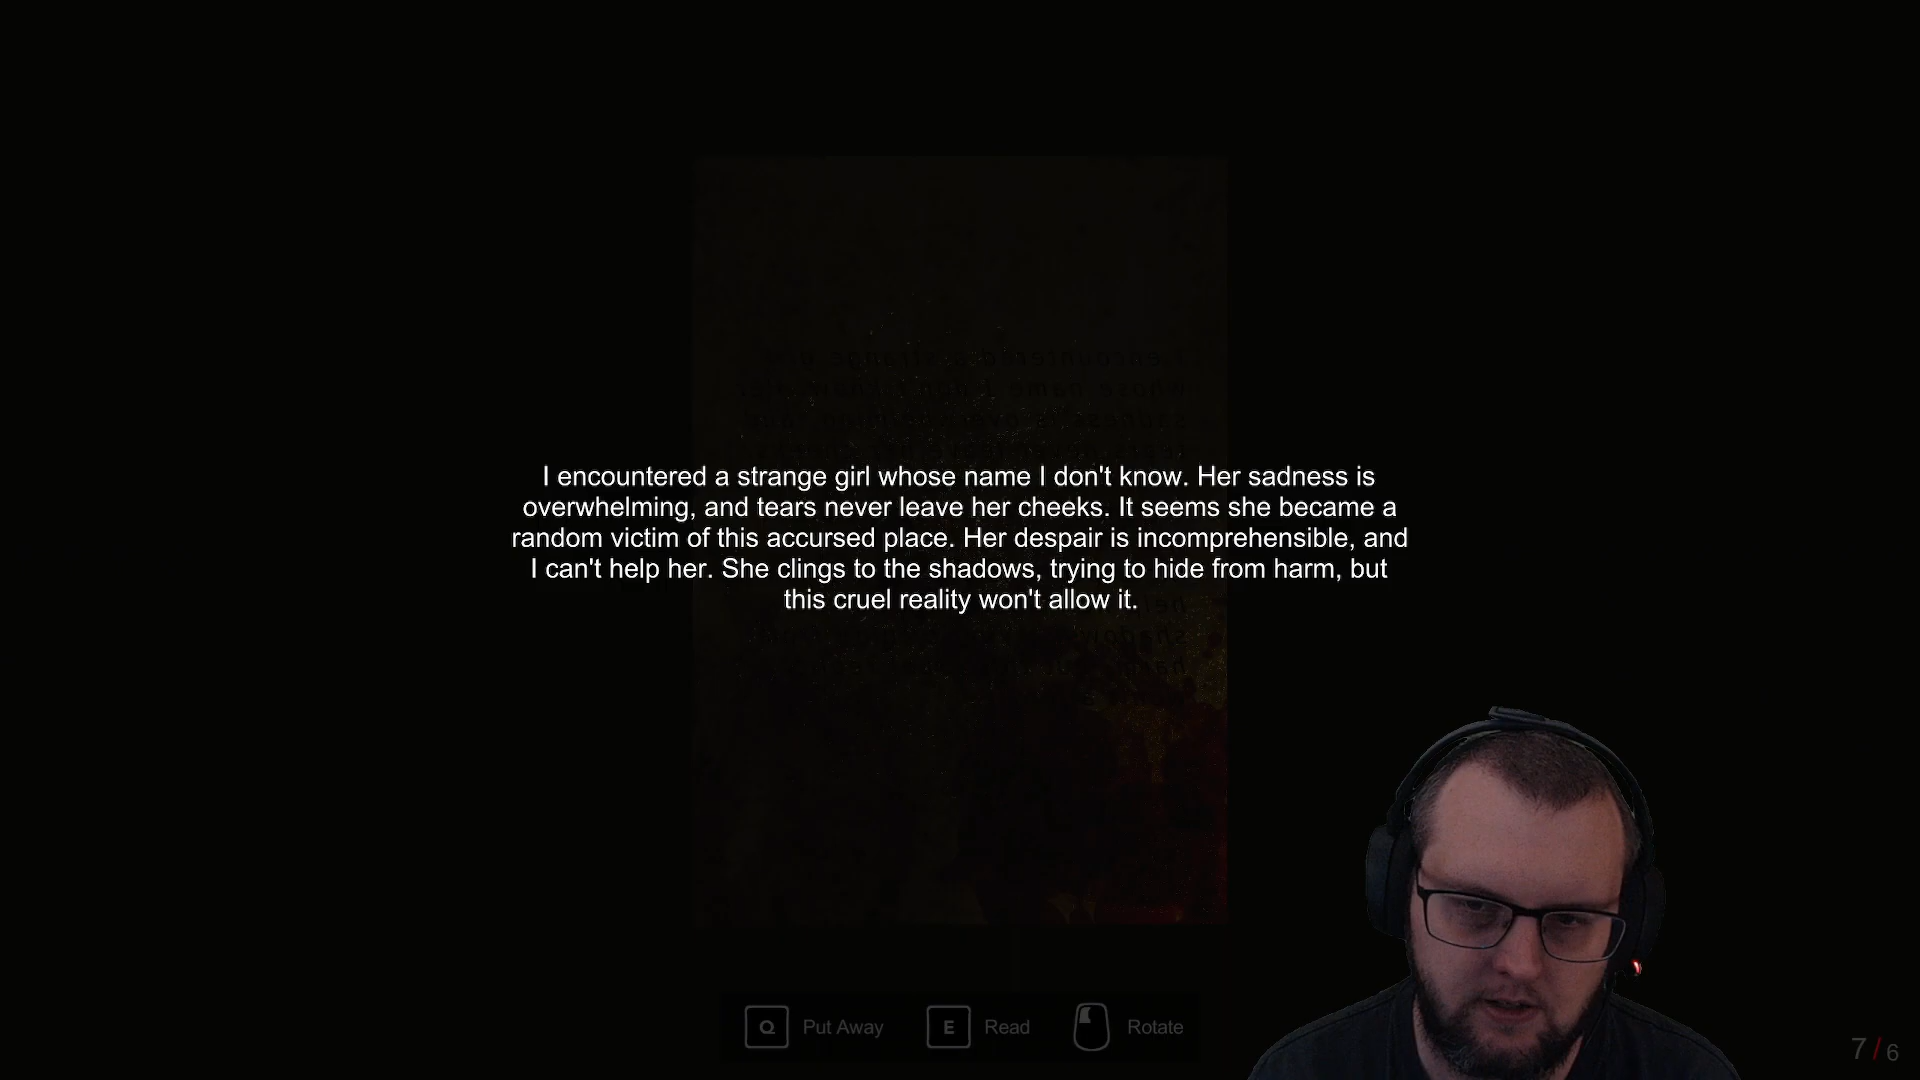 I encountered a strange girl whose name I don't know. Her sadness is
overwhelming, and tears never leave her cheeks. It seems she became a
random victim of this accursed place. Her despair is incomprehensible, and
I can't help her. She clings to the shadows, trying to hide from harm, but
this cruel reality won't allow it.
Q Put Away E Read Rotate
7/6